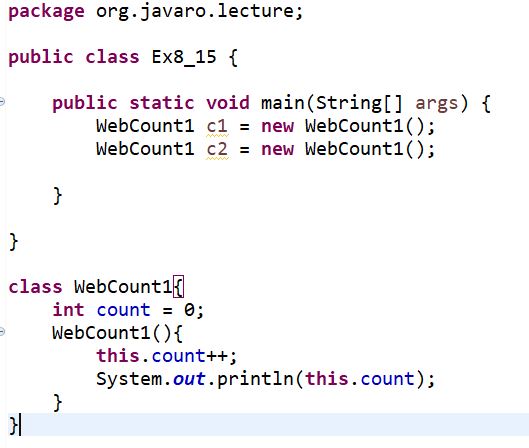 package org.javaro.lecture;
public class Ex8_15 {
public static void main(String[] args) {
WebCount1 c1 = new WebCount1();
WebCount1 c2 = new WebCount1();
}
}
class WebCount1{
int count = 0;
WebCount1(){
this.count++;
System.out.println(this.count);
}
}